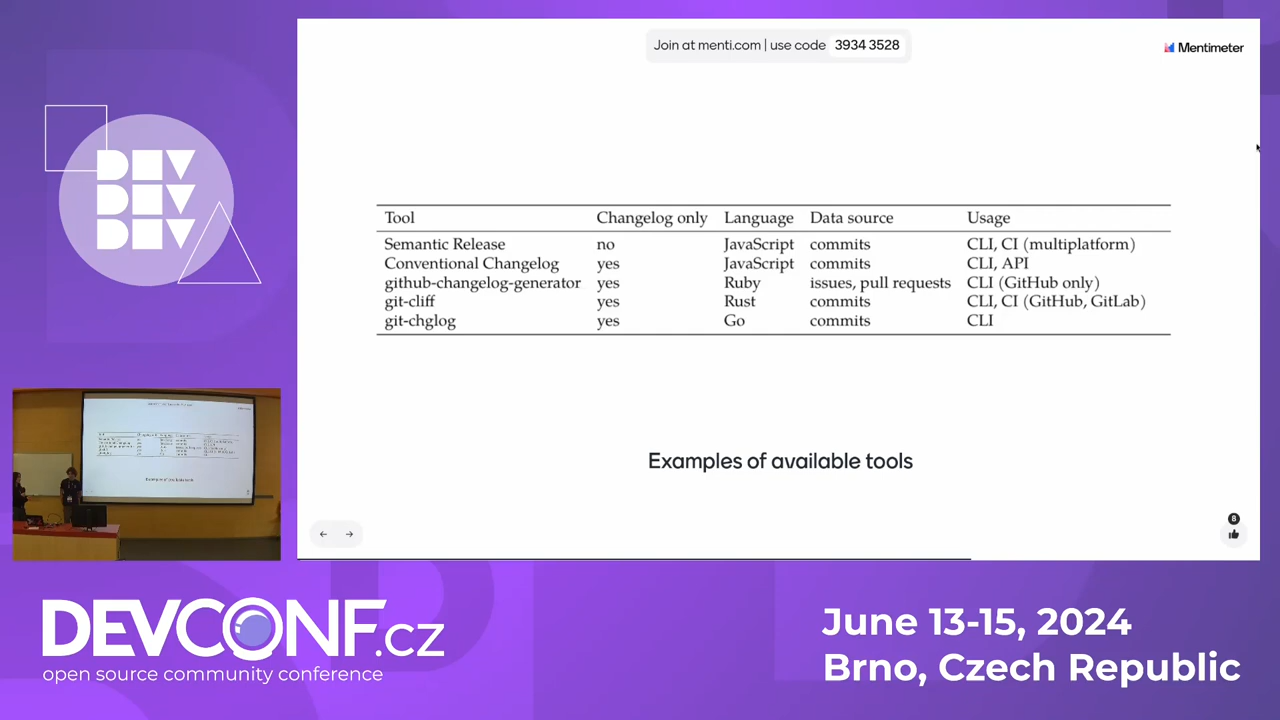 Join at menti.com | use code 3934 3528
Mentimeter
DEV
DEV
DEV
Tool Changelog only Language Data source Usage
Semantic Release no JavaScript commits CLI, CI (multiplatform)
Conventional Changelog yes JavaScript commits CLI, API
github-changelog-generator yes Ruby issues, pull requests CLI (GitHub only)
git-cliff yes Rust commits CLI, CI (GitHub, GitLab)
git-chglog yes Go commits CLI
Examples of available tools
8
DEVCONF.cz
open source community conference
June 13-15, 2024
Brno, Czech Republic